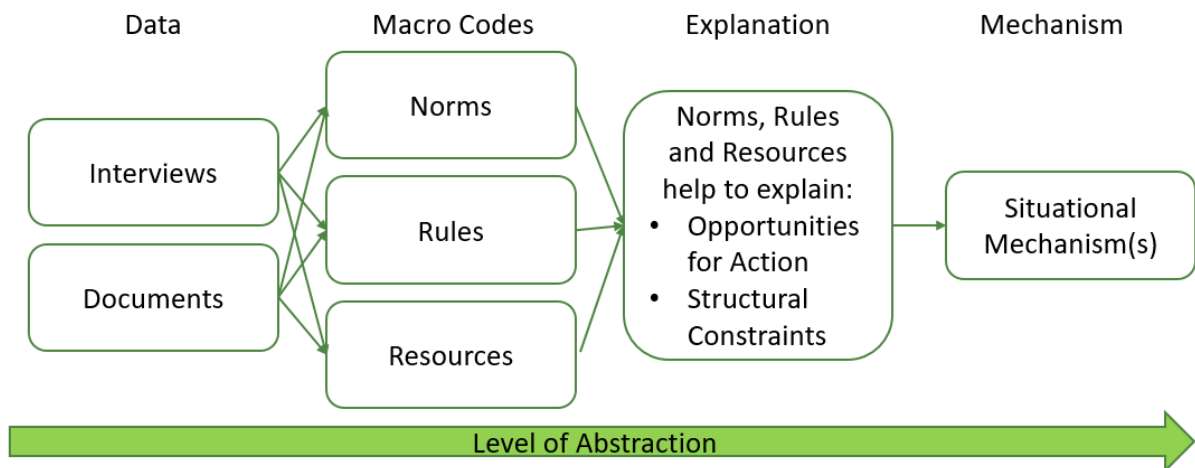 Data
Macro Codes
Explanation
Mechanism
Interviews
Documents
Norms
Rules
Resources
Norms, Rules
and Resources
help to explain:
• Opportunities
for Action
• Structural
Constraints
Situational
Mechanism(s)
Level of Abstraction